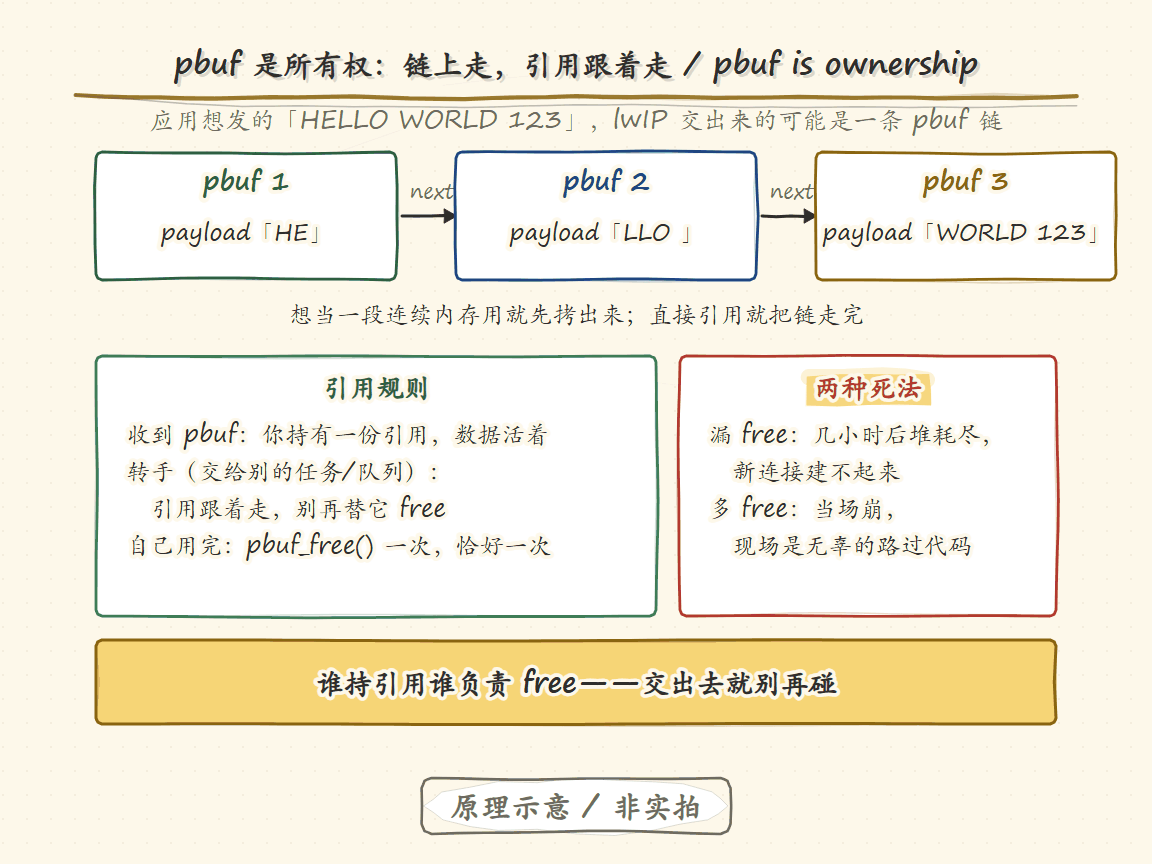 pbuf 是所有权：链上走，引用跟着走 / pbuf is ownership
应用想发的「HELLO WORLD 123」，lwIP 交出来的可能是一条 pbuf 链
pbuf 1
payload「HE」
next
pbuf 2
payload「LLO 」
next
pbuf 3
payload「WORLD 123」
想当一段连续内存用就先拷出来；直接引用就把链走完
引用规则
收到 pbuf：你持有一份引用，数据活着
转手（交给别的任务/队列）：
引用跟着走，别再替它 free
自己用完：pbuf_free() 一次，恰好一次
两种死法
漏 free：几小时后堆耗尽，
新连接建不起来
多 free：当场崩，
现场是无辜的路过代码
谁持引用谁负责 free——交出去就别再碰
原理示意 / 非实拍